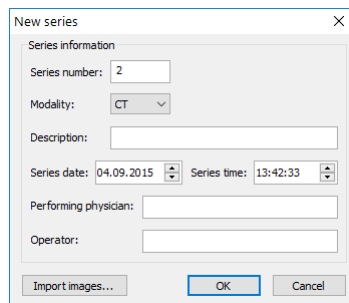 New series
Series information
Series number: 2
Modality: CT
Description:
Series date: 04.09.2015 Series time: 13:42:33
Performing physician:
Operator:
Import images... OK Cancel